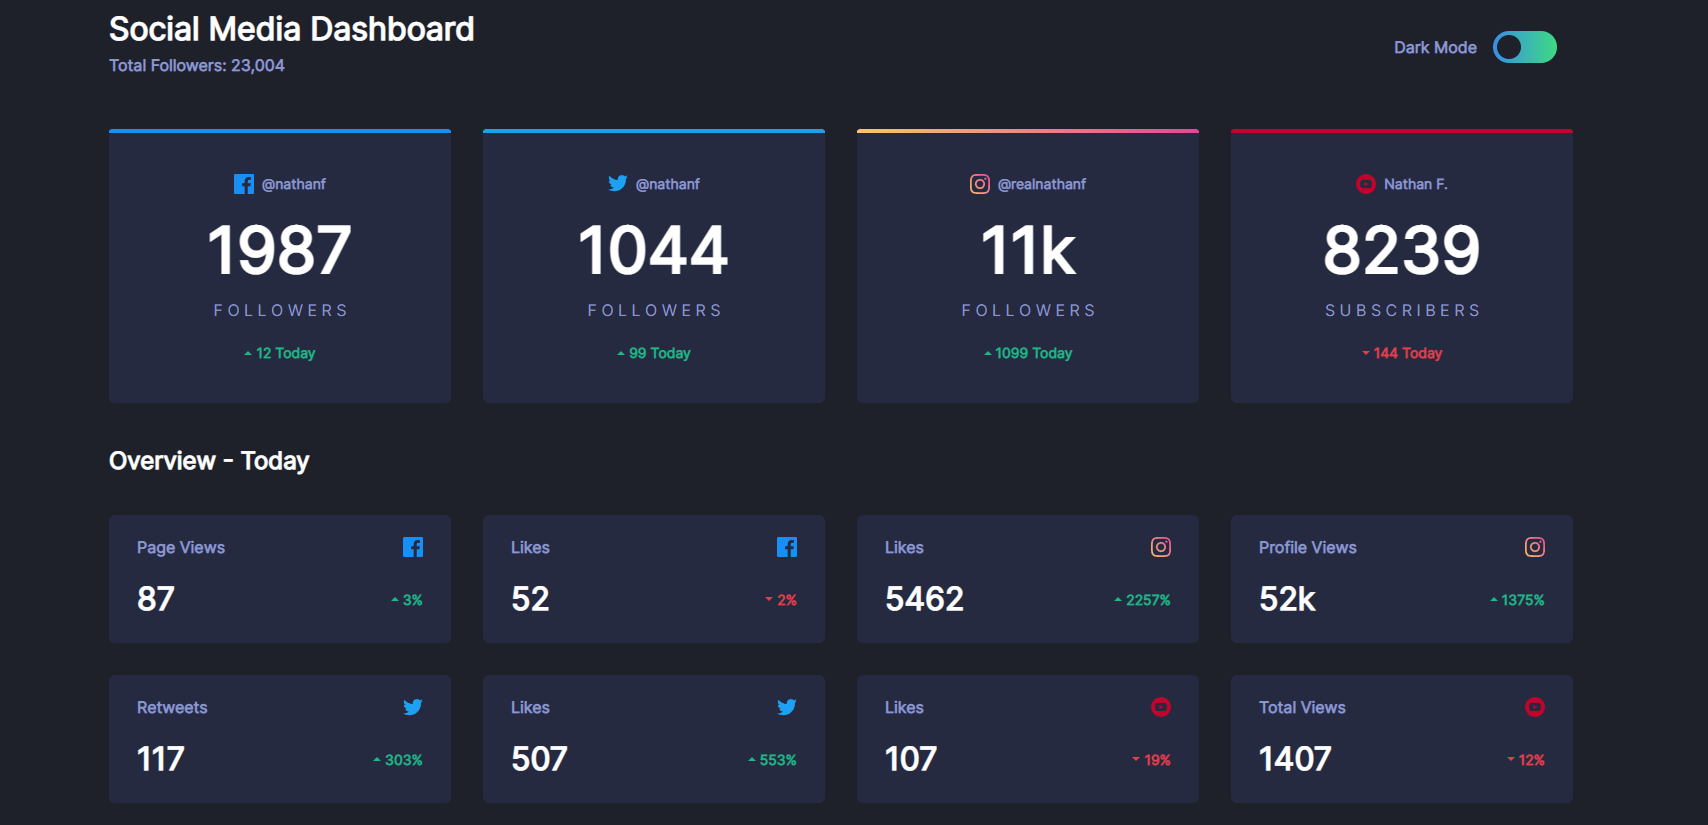 Social Media Dashboard
Total Followers: 23,004
Dark Mode
@nathanf
1987
FOLLOWERS
12 Today
@nathanf
1044
FOLLOWERS
99 Today
@realnathanf
11k
FOLLOWERS
1099 Today
Nathan F.
8239
SUBSCRIBERS
144 Today
Overview - Today
Page Views
87
3%
Likes
52
2%
Likes
5462
2257%
Profile Views
52k
1375%
Retweets
117
303%
Likes
507
553%
Likes
107
19%
Total Views
1407
12%